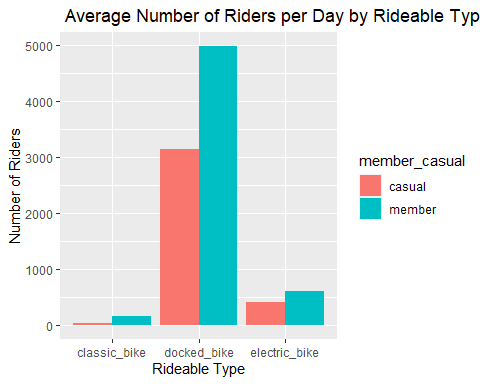 Average Number of Riders per Day by Rideable Typ
5000
4000
3000
2000
1000
0
Number of Riders
classic_bike docked_bike electric_bike
Rideable Type
member_casual
casual
member